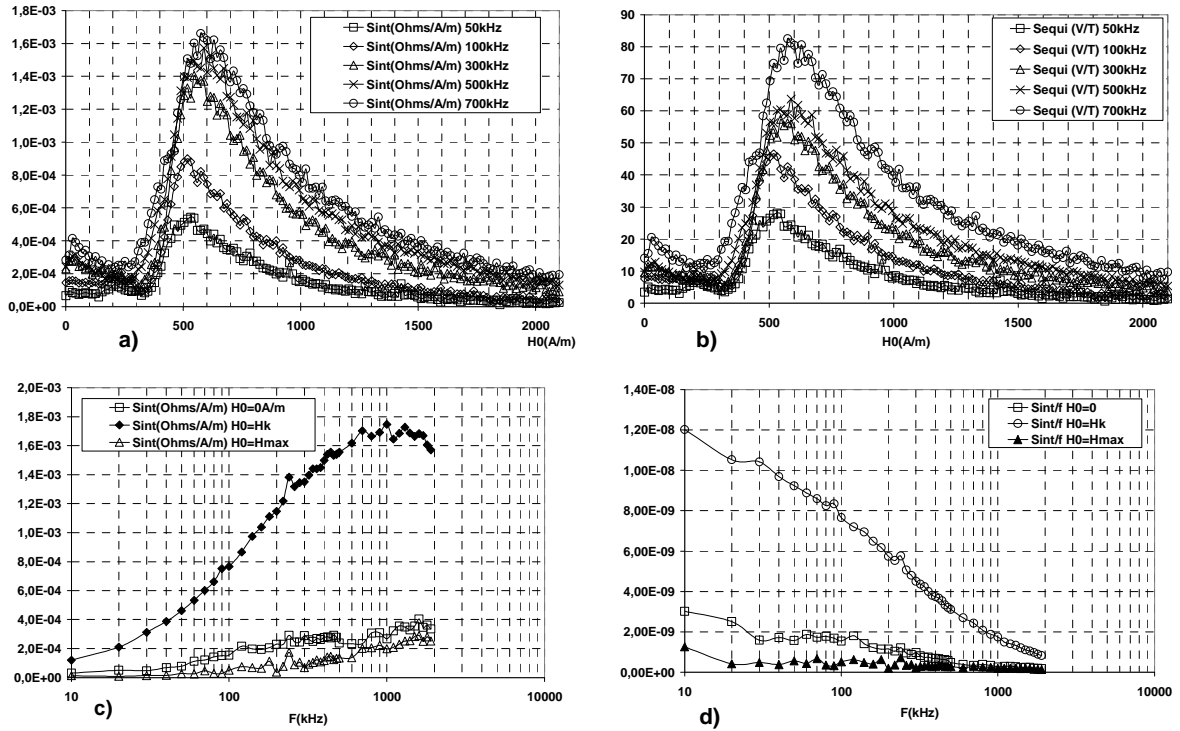 1,8E-03
1,6E-03
1,4E-03
1,2E-03
1,0E-03
8,0E-04
6,0E-04
4,0E-04
2,0E-04
0,0E+00
Sint(Ohms/A/m) 50kHz
Sint(Ohms/A/m) 100kHz
Sint(Ohms/A/m) 300kHz
Sint(Ohms/A/m) 500kHz
Sint(Ohms/A/m) 700kHz
0 500 1000 1500 2000
H0(A/m)
a)
90
80
70
60
50
40
30
20
10
0
Sequi (V/T) 50kHz
Sequi (V/T) 100kHz
Sequi (V/T) 300kHz
Sequi (V/T) 500kHz
Sequi (V/T) 700kHz
0 500 1000 1500 2000
H0(A/m)
b)
2,0E-03
1,8E-03
1,6E-03
1,4E-03
1,2E-03
1,0E-03
8,0E-04
6,0E-04
4,0E-04
2,0E-04
0,0E+00
Sint(Ohms/A/m) H0=0A/m
Sint(Ohms/A/m) H0=Hk
Sint(Ohms/A/m) H0=Hmax
10 100 1000 10000
F(kHz)
c)
1,40E-08
1,20E-08
1,00E-08
8,00E-09
6,00E-09
4,00E-09
2,00E-09
0,00E+00
Sint/f H0=0
Sint/f H0=Hk
Sint/f H0=Hmax
10 100 1000 10000
F(kHz)
d)